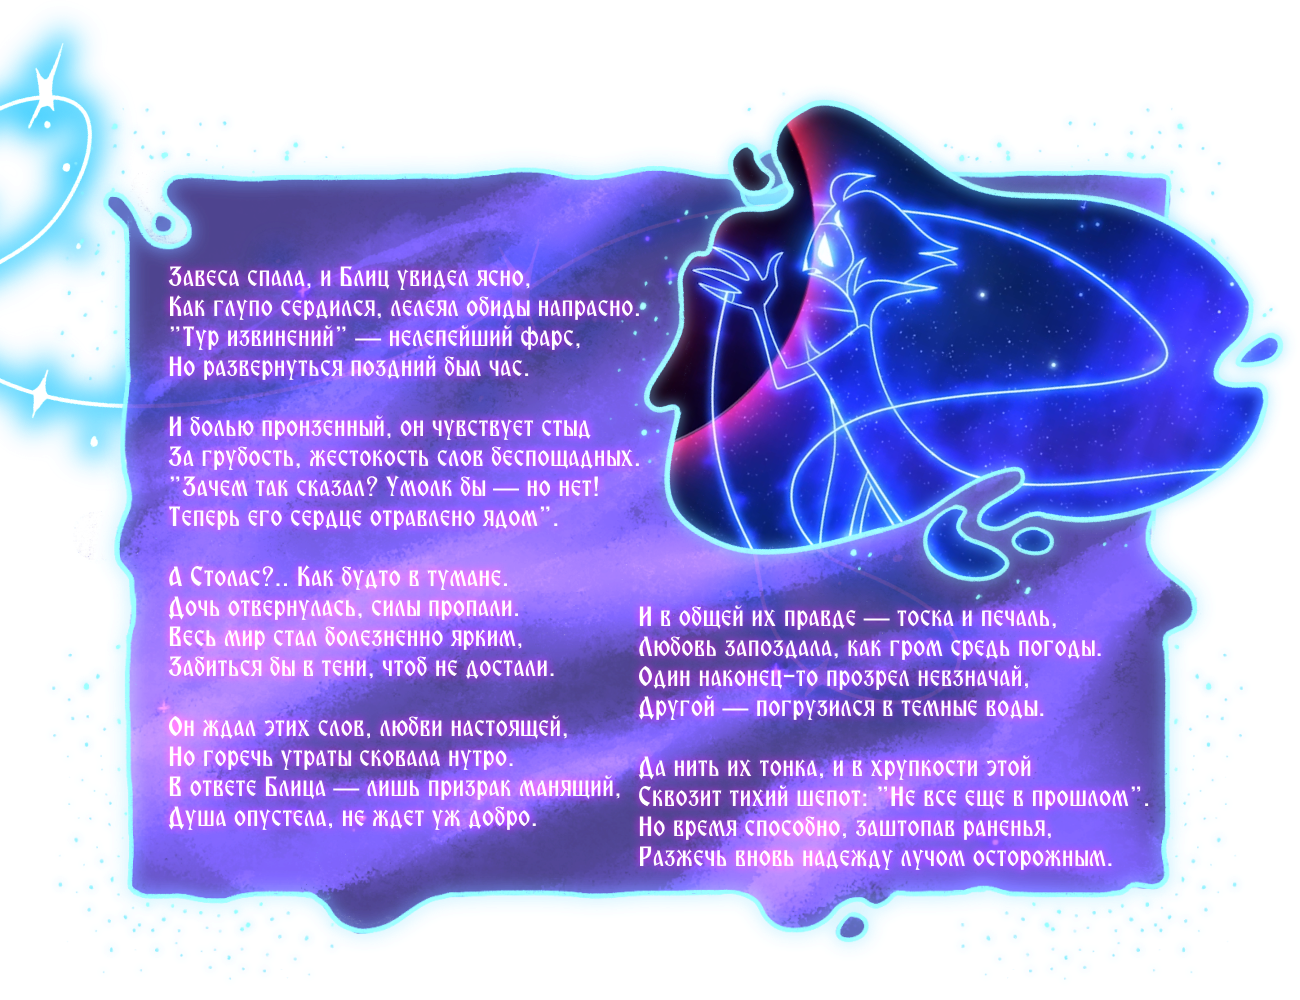 Завеса спала, и Блиц увидел ясно,
Как глупо сердился, лелеял обиды напрасно.
"Тур извинений" — нелепейший фарс,
Но развернуться поздний был час.
И болью пронзенный, он чувствует стыд
За грубость, жестокость слов беспощадных.
"Зачем так сказал? Умолк бы — но нет!
Теперь его сердце отравлено ядом".
А Столас?.. Как будто в тумане.
Дочь отвернулась, силы пропали.
Весь мир стал болезненно ярким,
Забиться бы в тени, чтоб не достали.
Он ждал этих слов, любви настоящей,
Но горечь утраты сковала нутро.
В ответе Блица — лишь призрак манящий,
Душа опустела, не ждет уж добро.
И в общей их правде — тоска и печаль,
Любовь запоздала, как гром средь погоды.
Один наконец-то прозрел невзначай,
Другой — погрузился в темные воды.
Да нить их тонка, и в хрупкости этой
Сквозит тихий шепот: "Не все еще в прошлом".
Но время способно, заштопав раненья,
Разжечь вновь надежду лучом осторожным.